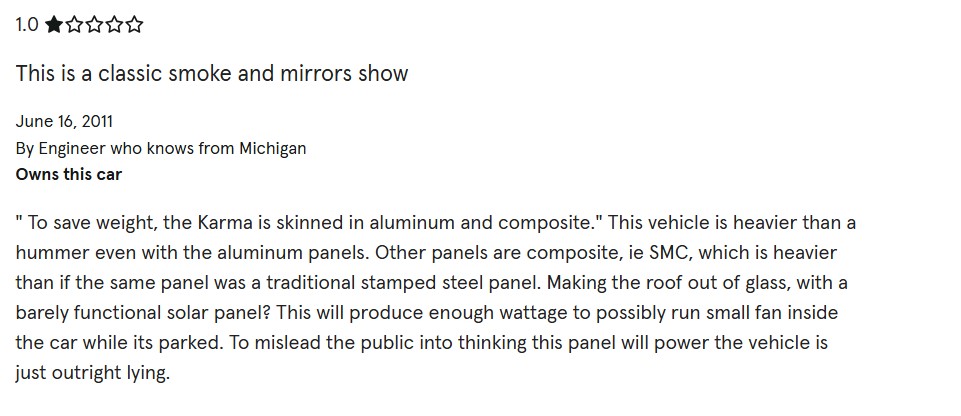 1.0 ★☆☆☆☆
This is a classic smoke and mirrors show
June 16, 2011
By Engineer who knows from Michigan
Owns this car
" To save weight, the Karma is skinned in aluminum and composite." This vehicle is heavier than a
hummer even with the aluminum panels. Other panels are composite, ie SMC, which is heavier
than if the same panel was a traditional stamped steel panel. Making the roof out of glass, with a
barely functional solar panel? This will produce enough wattage to possibly run small fan inside
the car while its parked. To mislead the public into thinking this panel will power the vehicle is
just outright lying.